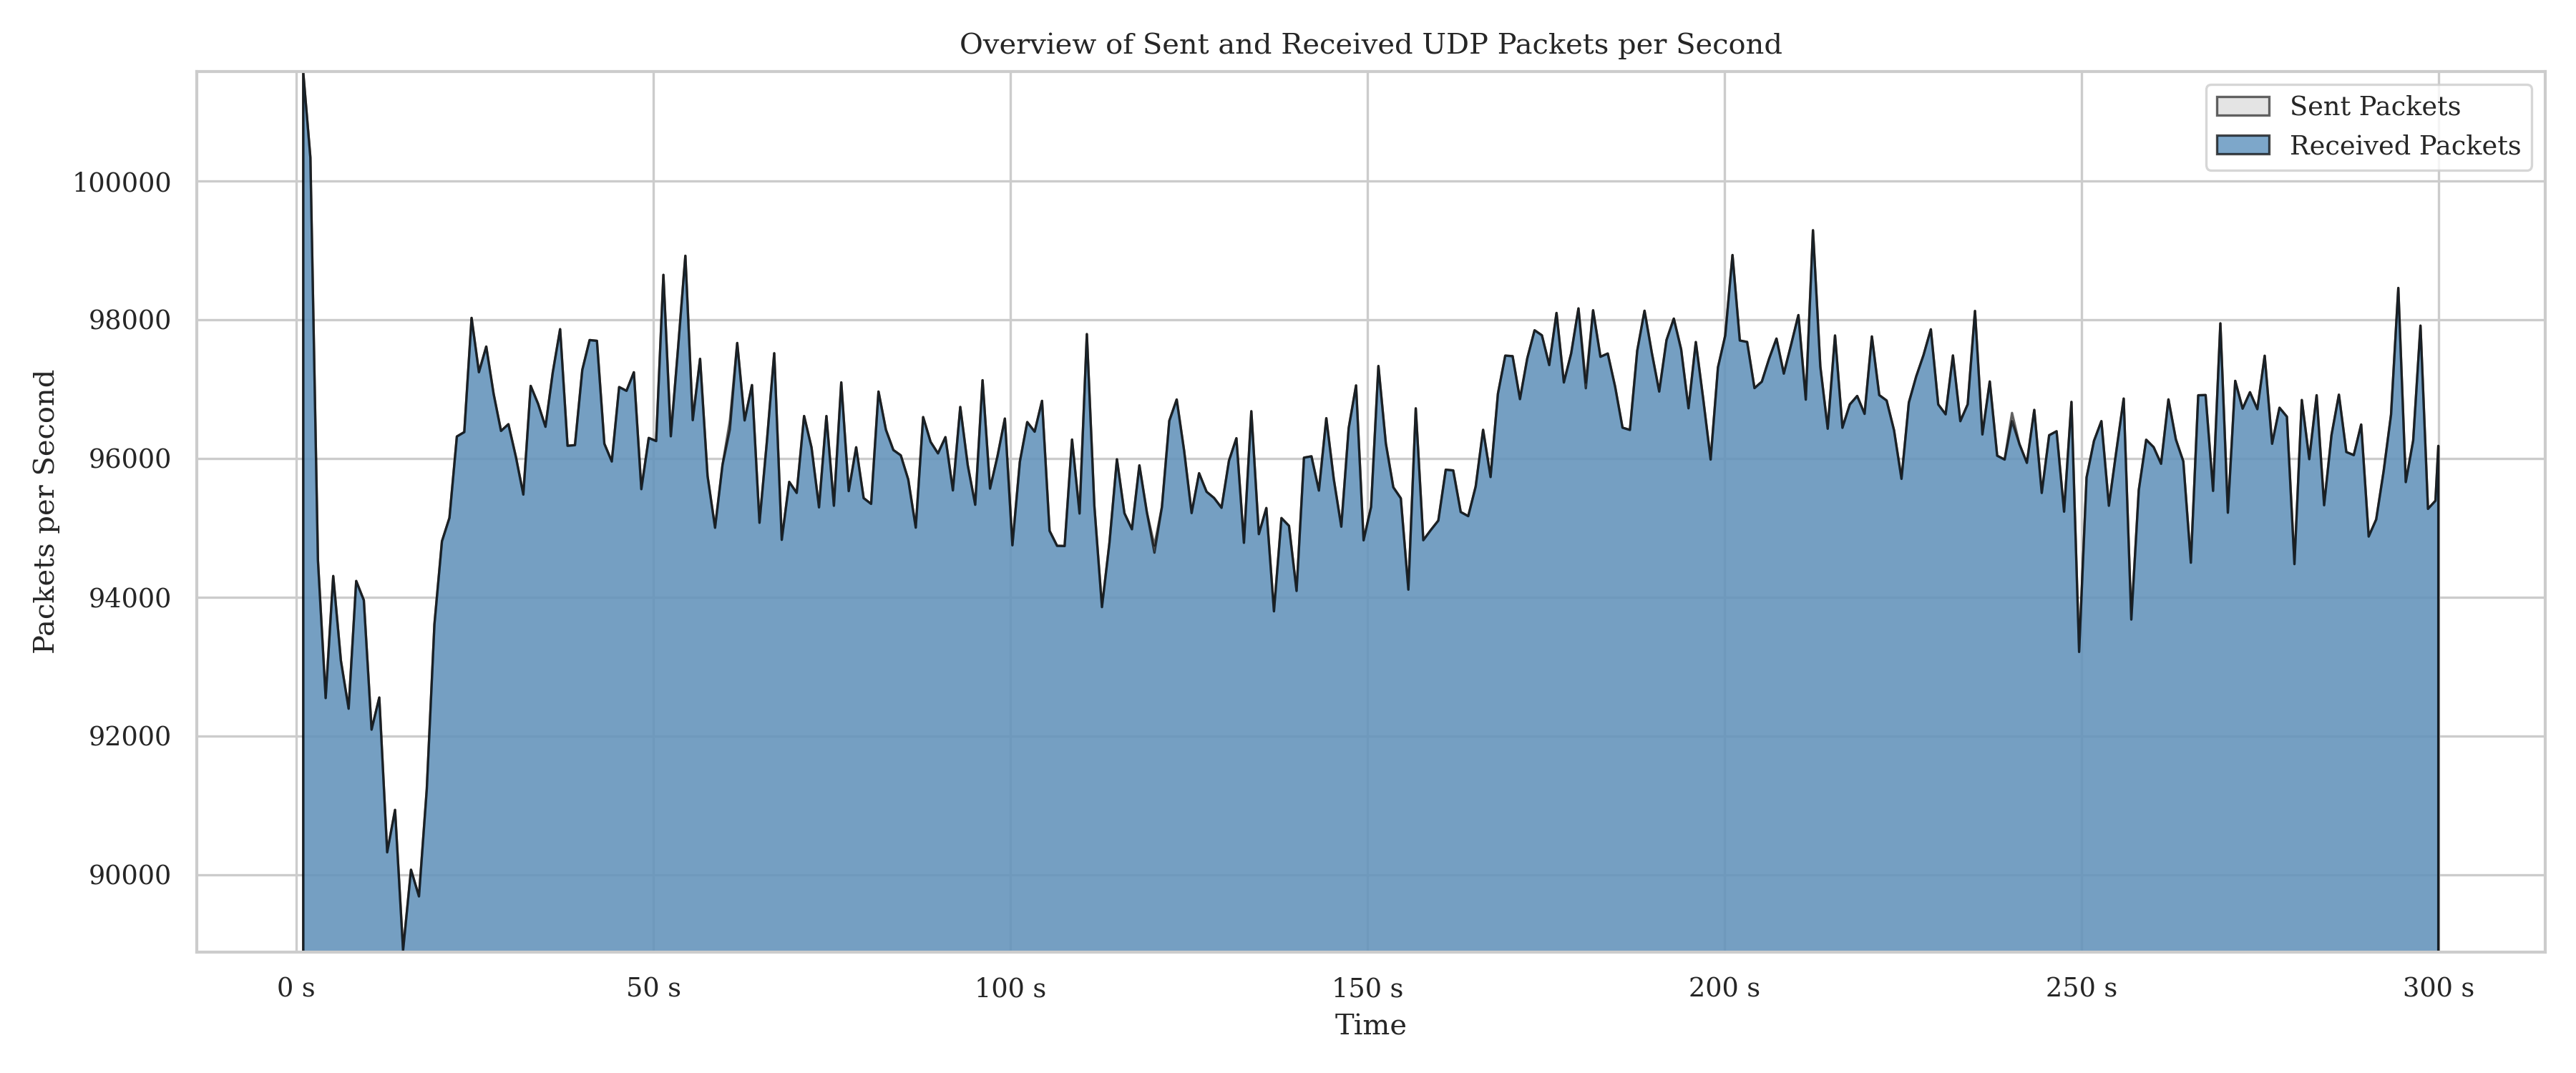 Overview of Sent and Received UDP Packets per Second
Sent Packets
Received Packets
Packets per Second
100000
98000
96000
94000
92000
90000
0 s
50 s
100 s
150 s
200 s
250 s
300 s
Time